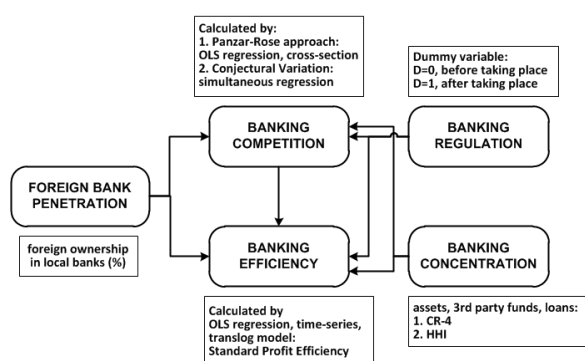 Calculated by:
1. Panzar-Rose approach:
OLS regression, cross-section
2. Conjectural Variation:
simultaneous regression
Dummy variable:
D=0, before taking place
D=1, after taking place
BANKING
COMPETITION
BANKING
REGULATION
FOREIGN BANK
PENETRATION
foreign ownership
in local banks (%)
BANKING
EFFICIENCY
BANKING
CONCENTRATION
Calculated by
OLS regression, time-series,
translog model:
Standard Profit Efficiency
assets, 3rd party funds, loans:
1. CR-4
2. HHI